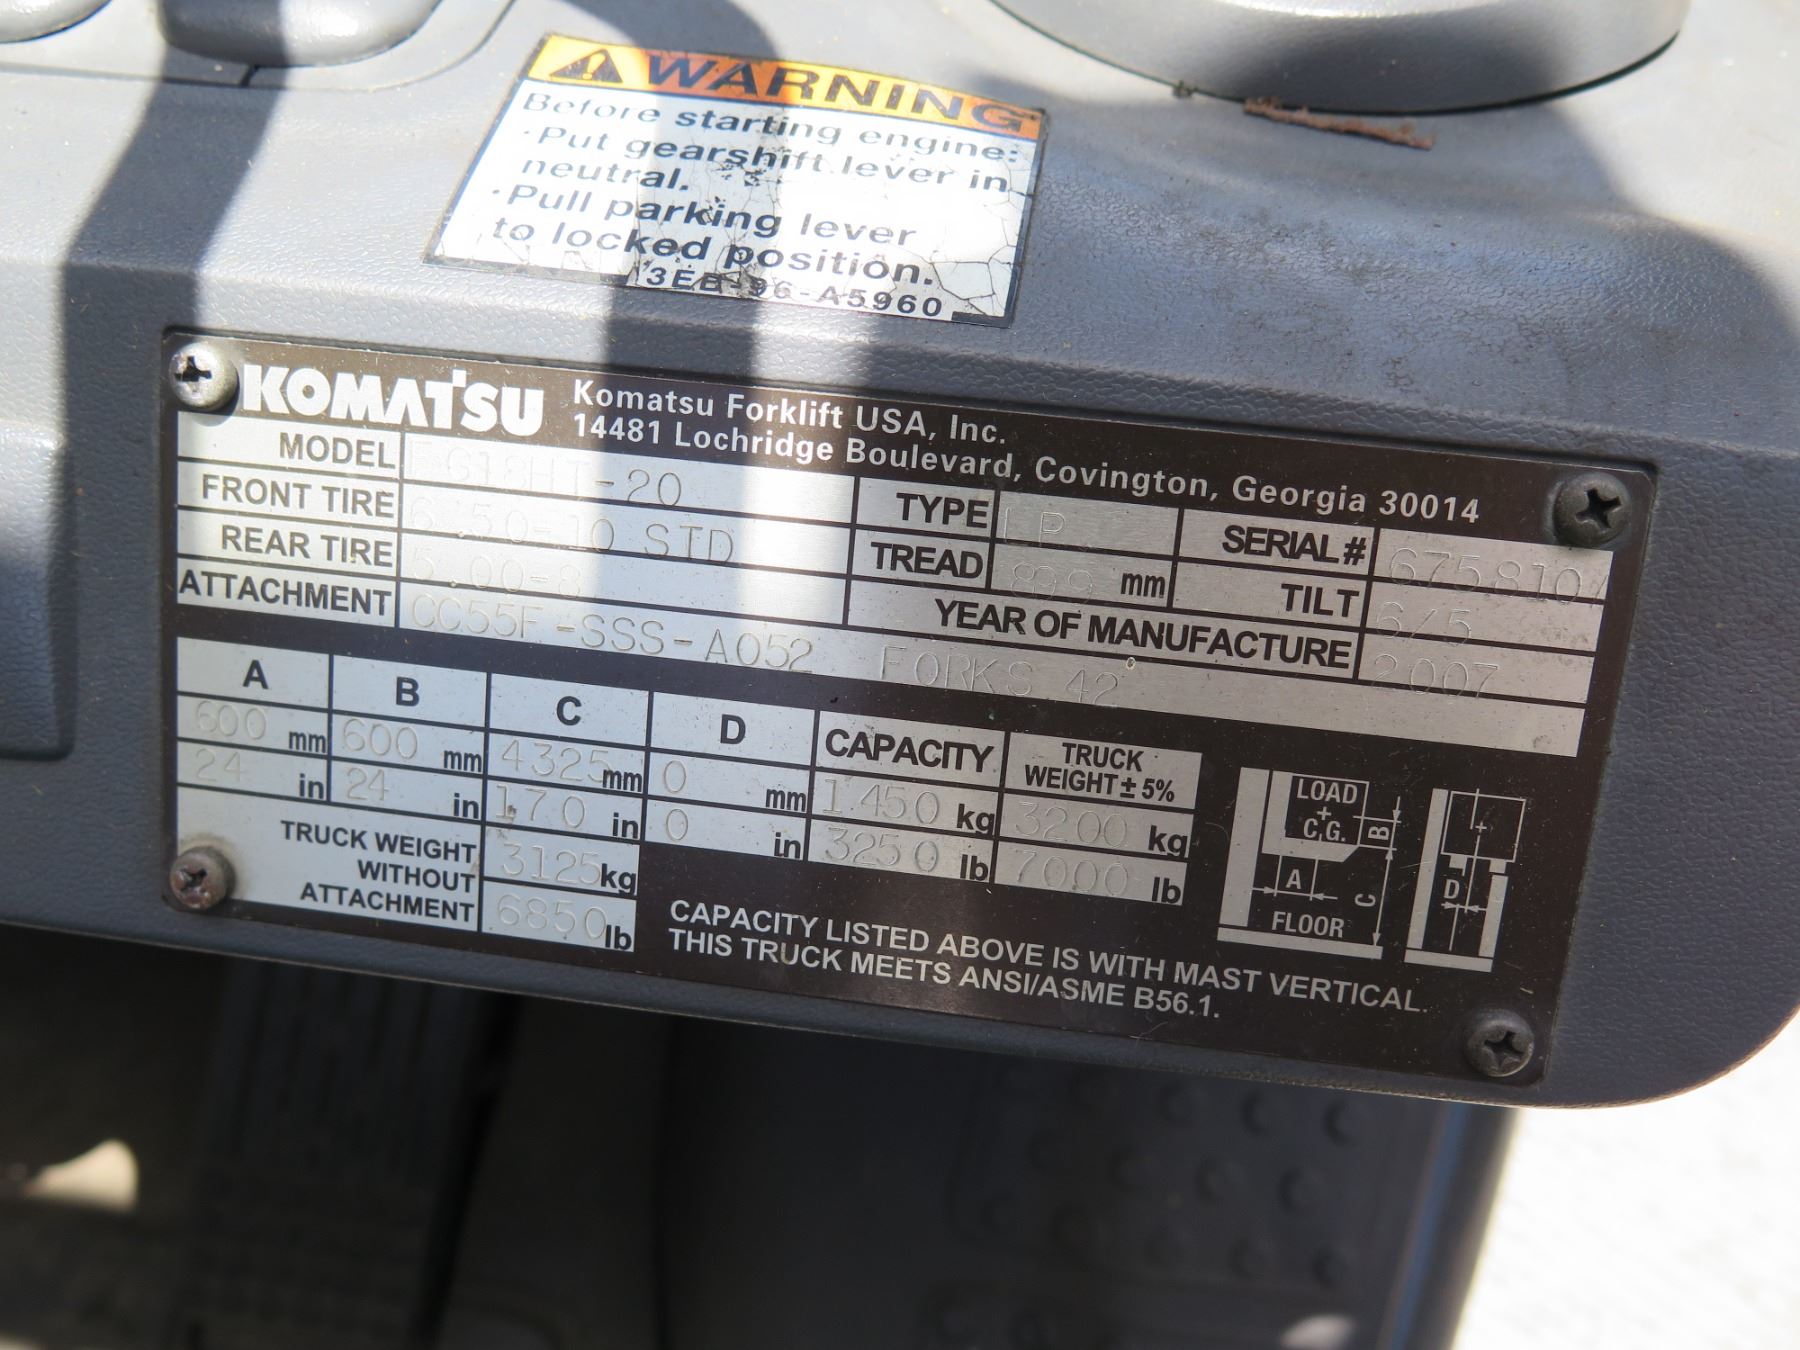 WARNING
Before starting engine:
·Put gearshift lever in
neutral.
·Pull parking lever
to locked position.
3EB-96-A5960
KOMATSU
Komatsu Forklift USA, Inc.
14481 Lochridge Boulevard, Covington, Georgia 30014
MODEL FG18HT-20 TYPE LP SERIAL# 675810A
FRONT TIRE 6.50-10 STD TREAD 899 mm TILT 6/5
REAR TIRE 5.00-8 YEAR OF MANUFACTURE 2007
ATTACHMENT CC55F-SSS-A052 FORKS 42
A B C D CAPACITY TRUCK WEIGHT ± 5%
600 mm 600 mm 4325 mm 0 mm 1450 kg 3200 kg
24 in 24 in 170 in 0 in 3250 lb 7000 lb
TRUCK WEIGHT
WITHOUT
ATTACHMENT
3125 kg
6850 lb
CAPACITY LISTED ABOVE IS WITH MAST VERTICAL.
THIS TRUCK MEETS ANSI/ASME B56.1.
LOAD
+
C.G.
B
A
C
FLOOR
D